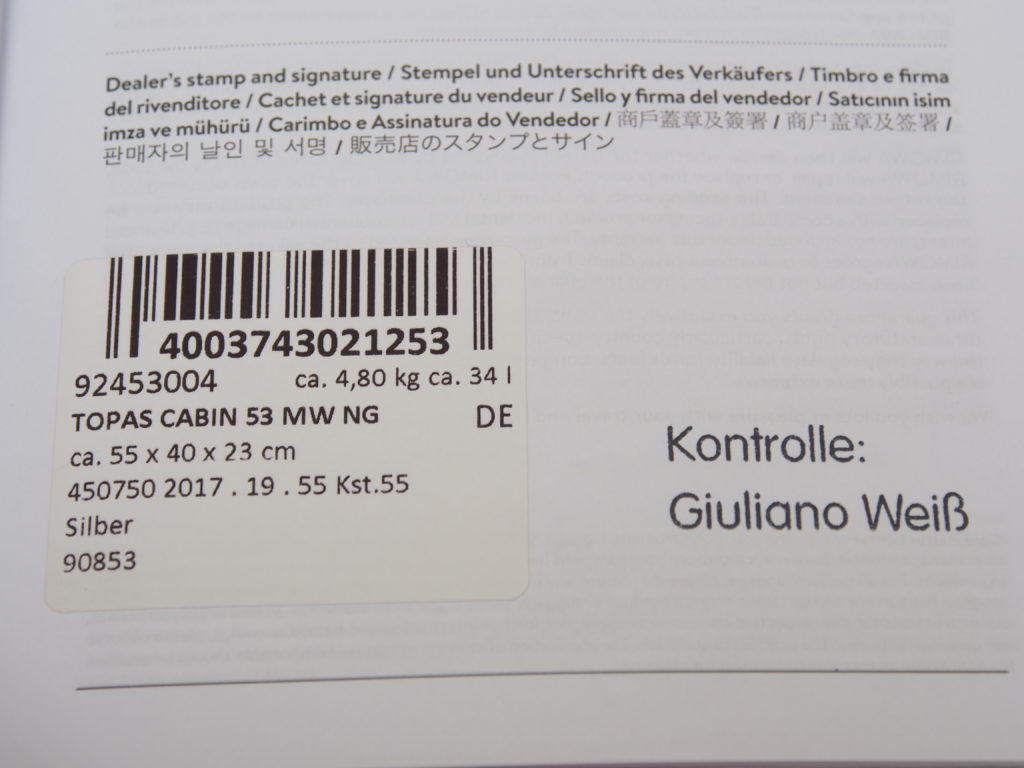 Dealer's stamp and signature / Stempel und Unterschrift des Verkäufers / Timbro e firma
del rivenditore / Cachet et signature du vendeur / Sello y firma del vendedor / Satıcının isim
imza ve mühürü / Carimbo e Assinatura do Vendedor / 商戶蓋章及簽署 / 商户盖章及签署 /
판매자의 날인 및 서명 / 販売店のスタンプとサイン
4003743021253
92453004 ca. 4,80 kg ca. 34 l
TOPAS CABIN 53 MW NG DE
ca. 55 x 40 x 23 cm
450750 2017 . 19 . 55 Kst.55
Silber
90853
Kontrolle:
Giuliano Weiß